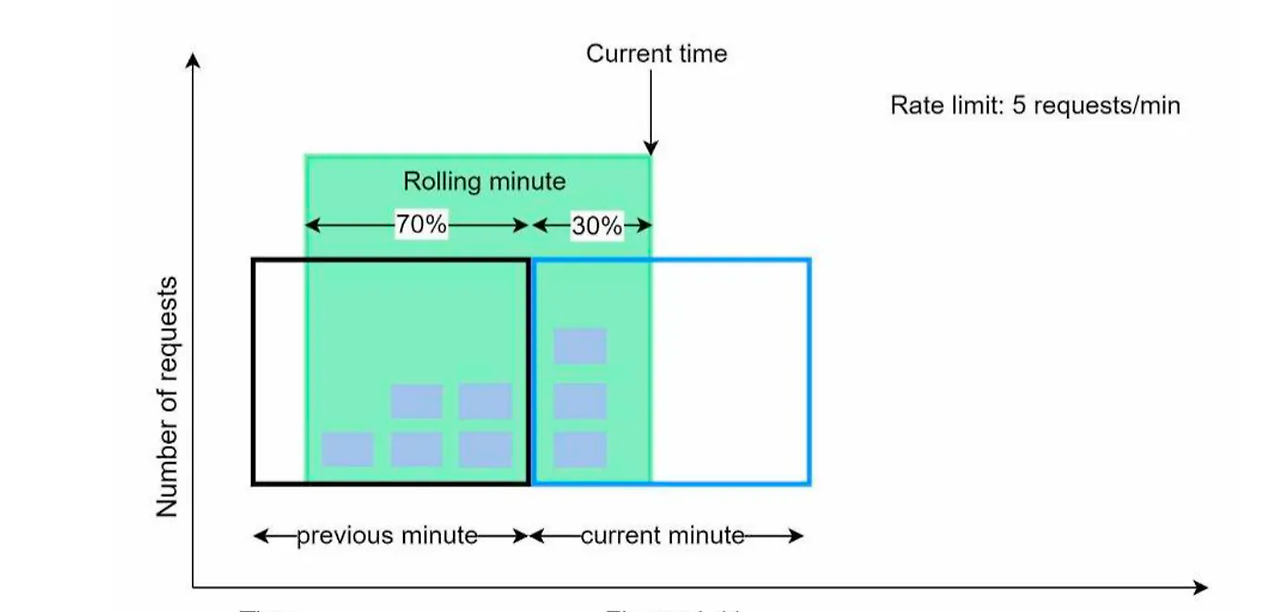 Current time
Rate limit: 5 requests/min
Rolling minute
70%
30%
Number of requests
previous minute
current minute